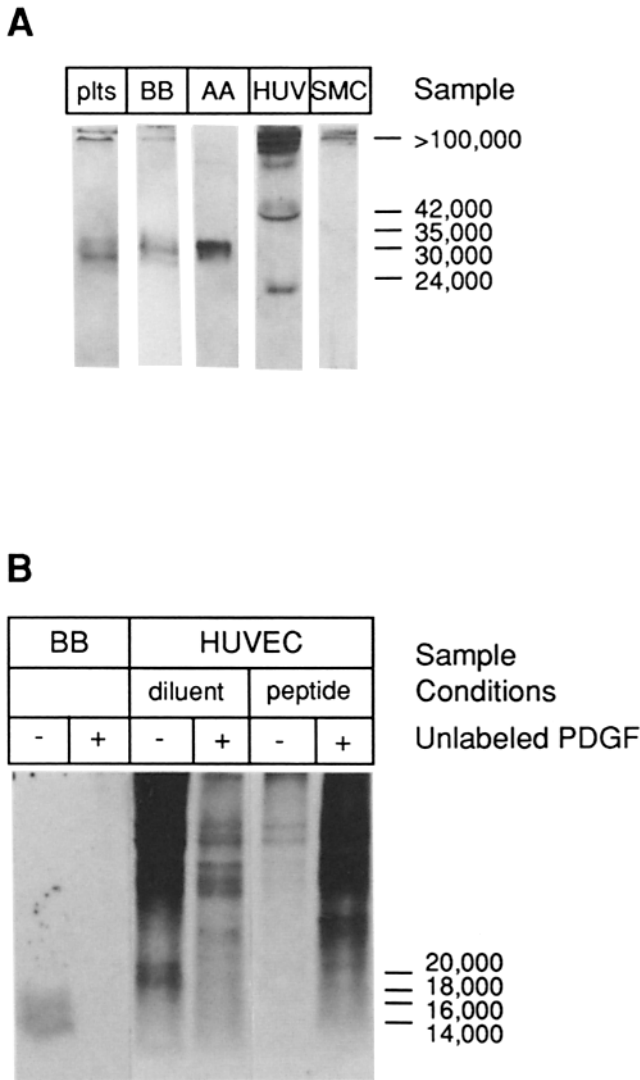 A
plts BB AA HUV SMC Sample
>100,000
42,000
35,000
30,000
24,000
B
BB HUVEC Sample
diluent peptide Conditions
- + - + - + Unlabeled PDGF
20,000
18,000
16,000
14,000